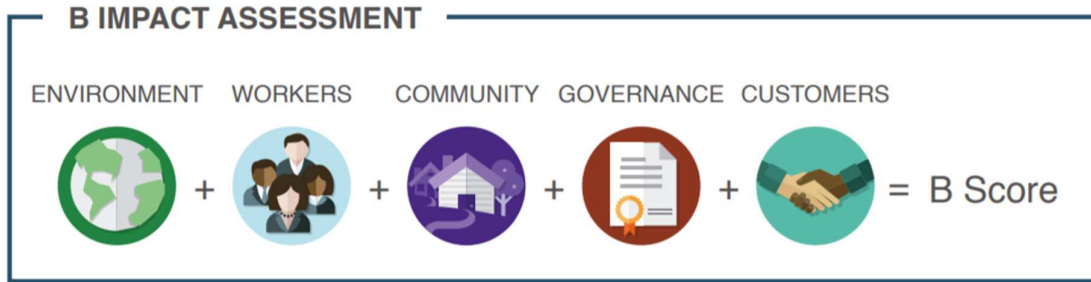 B IMPACT ASSESSMENT
ENVIRONMENT WORKERS COMMUNITY GOVERNANCE CUSTOMERS
+ + + + = B Score